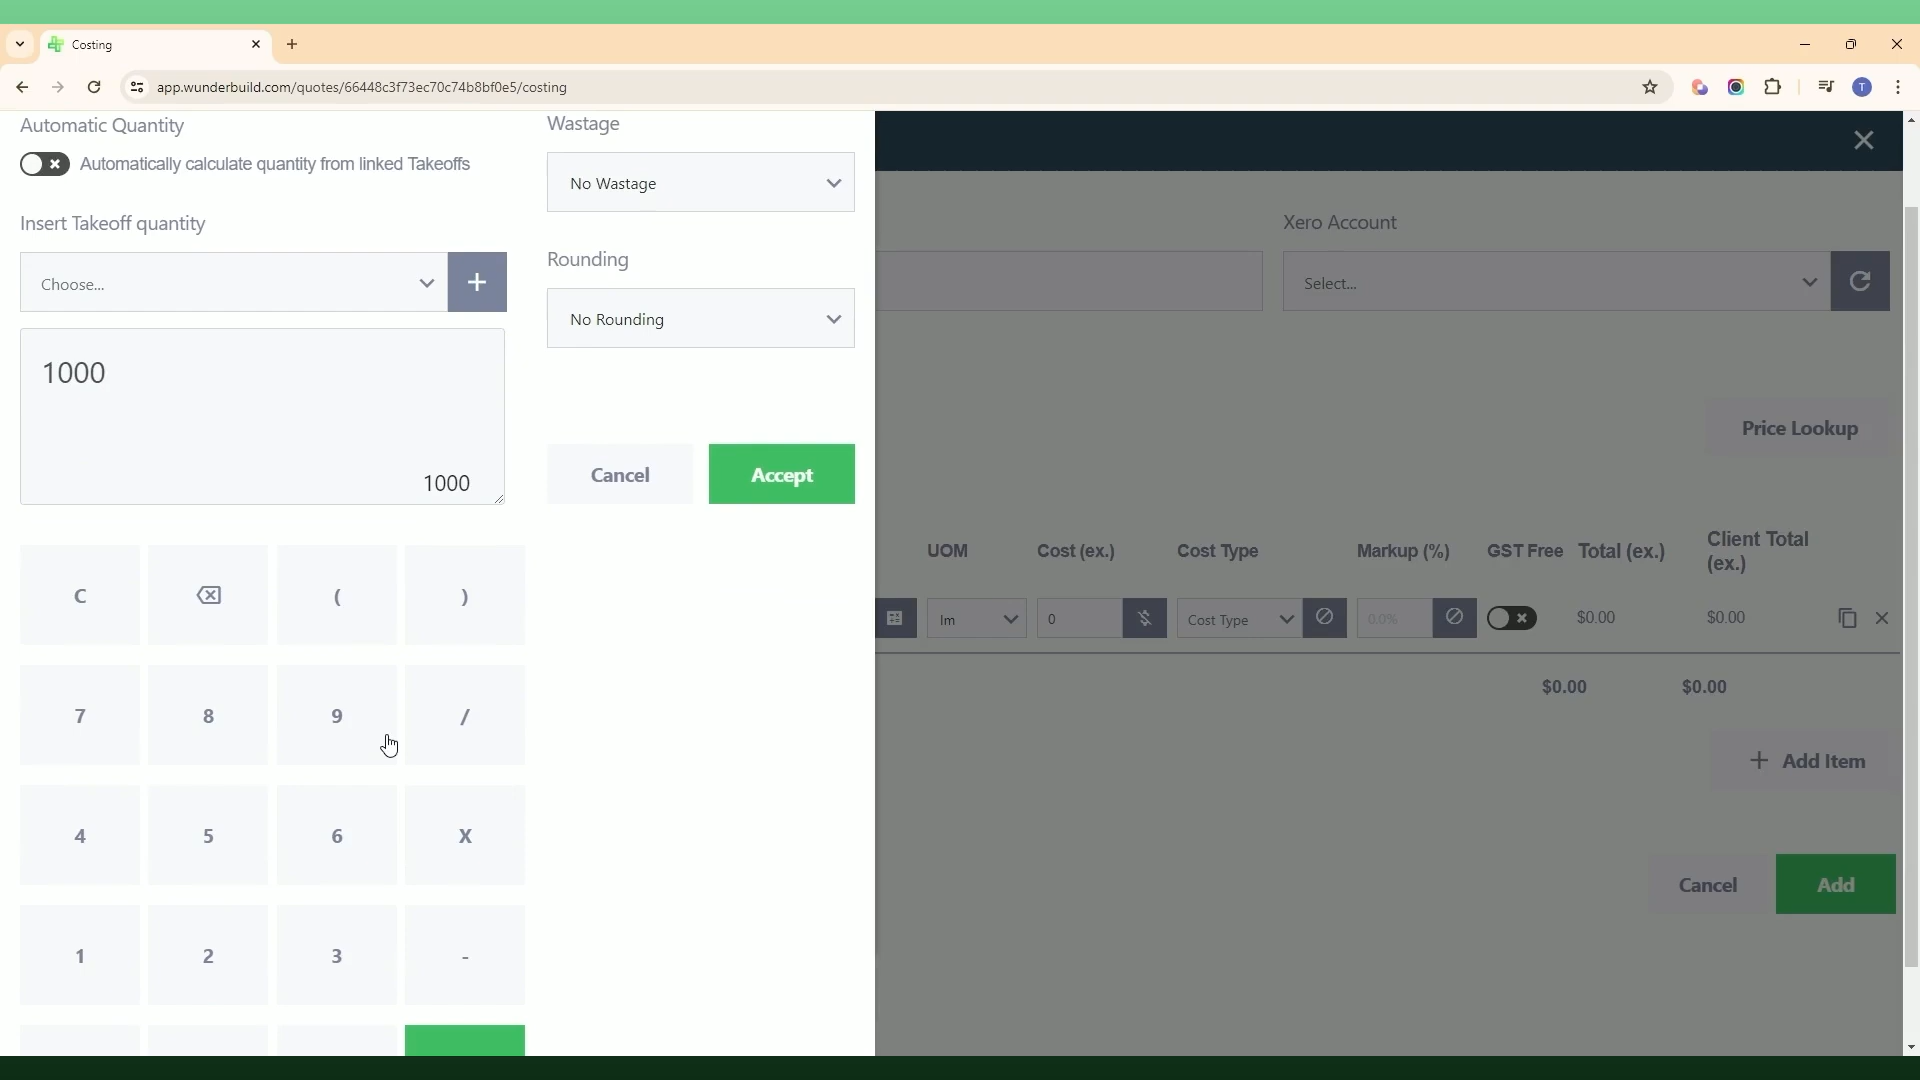 Costing
app.wunderbuild.com/quotes/66448c3f73ec70c74b8bf0e5/costing
T
Automatic Quantity
Automatically calculate quantity from linked Takeoffs
Insert Takeoff quantity
Choose...
+
1000
1000
Wastage
No Wastage
Rounding
No Rounding
Cancel
Accept
C
(
)
7
8
9
/
4
5
6
X
1
2
3
-
Xero Account
Select...
Price Lookup
UOM
Cost (ex.)
Cost Type
Markup (%)
GST Free
Total (ex.)
Client Total
(ex.)
lm
0
Cost Type
0.0%
$0.00
$0.00
$0.00
$0.00
+ Add Item
Cancel
Add